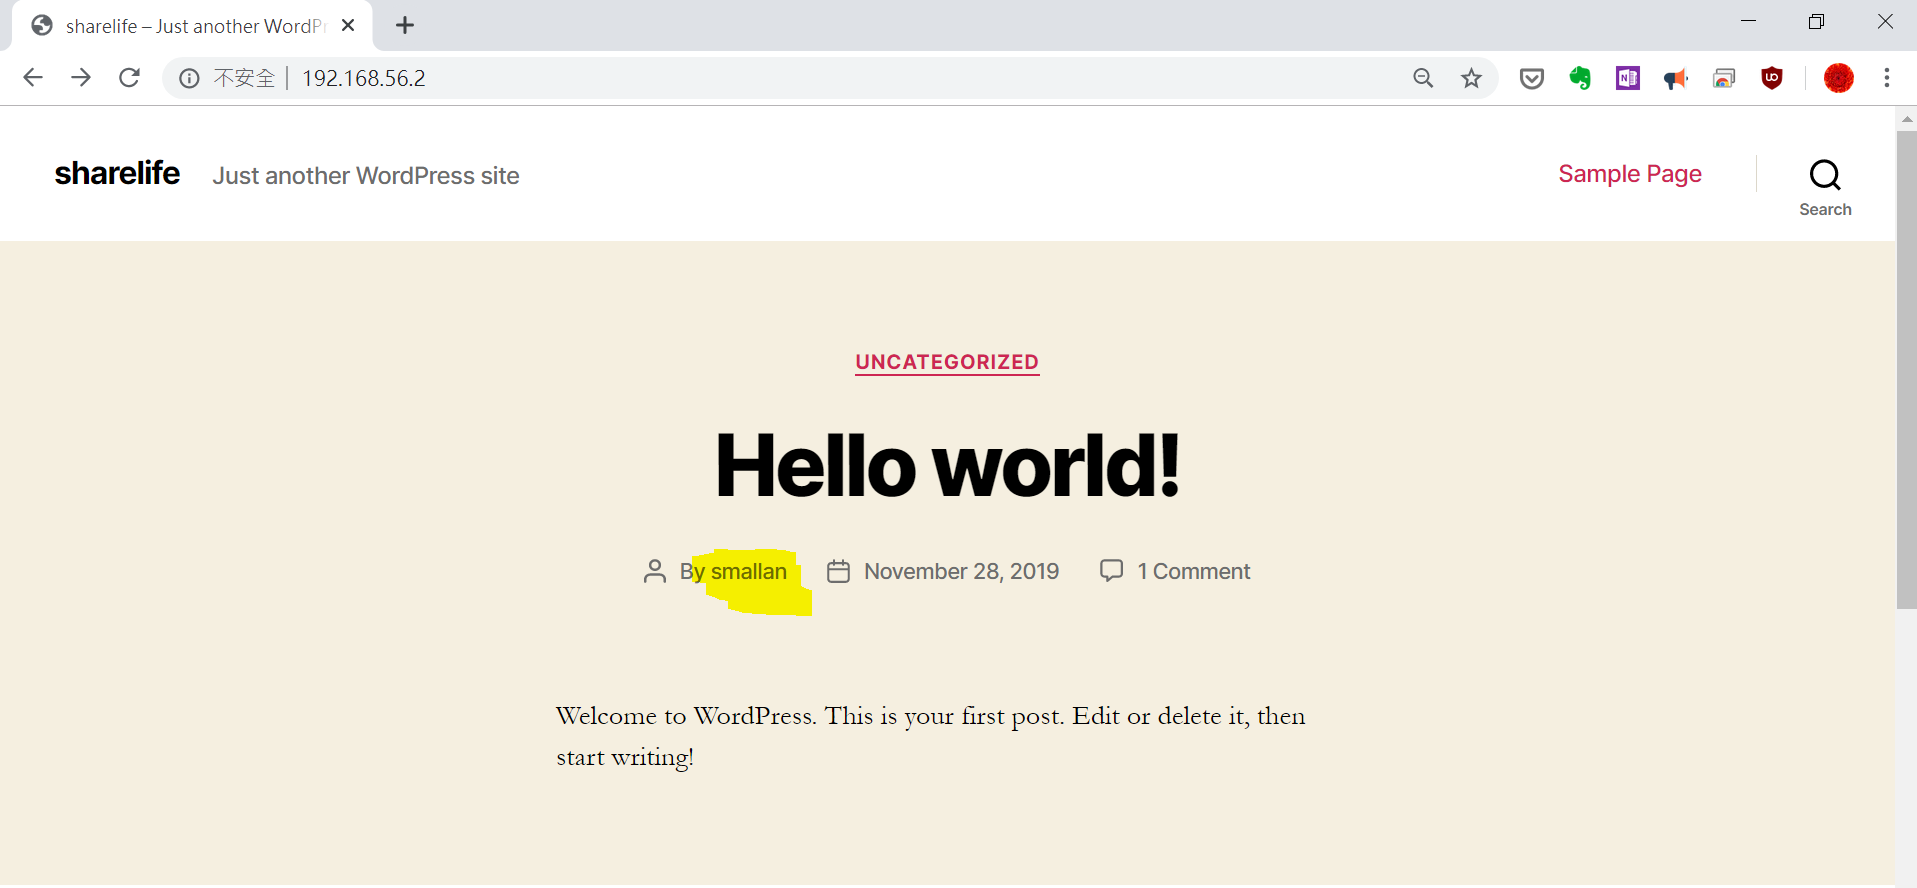 sharelife – Just another WordPr
不安全 | 192.168.56.2
sharelife Just another WordPress site Sample Page
Search
UNCATEGORIZED
Hello world!
By smallan November 28, 2019 1 Comment
Welcome to WordPress. This is your first post. Edit or delete it, then
start writing!